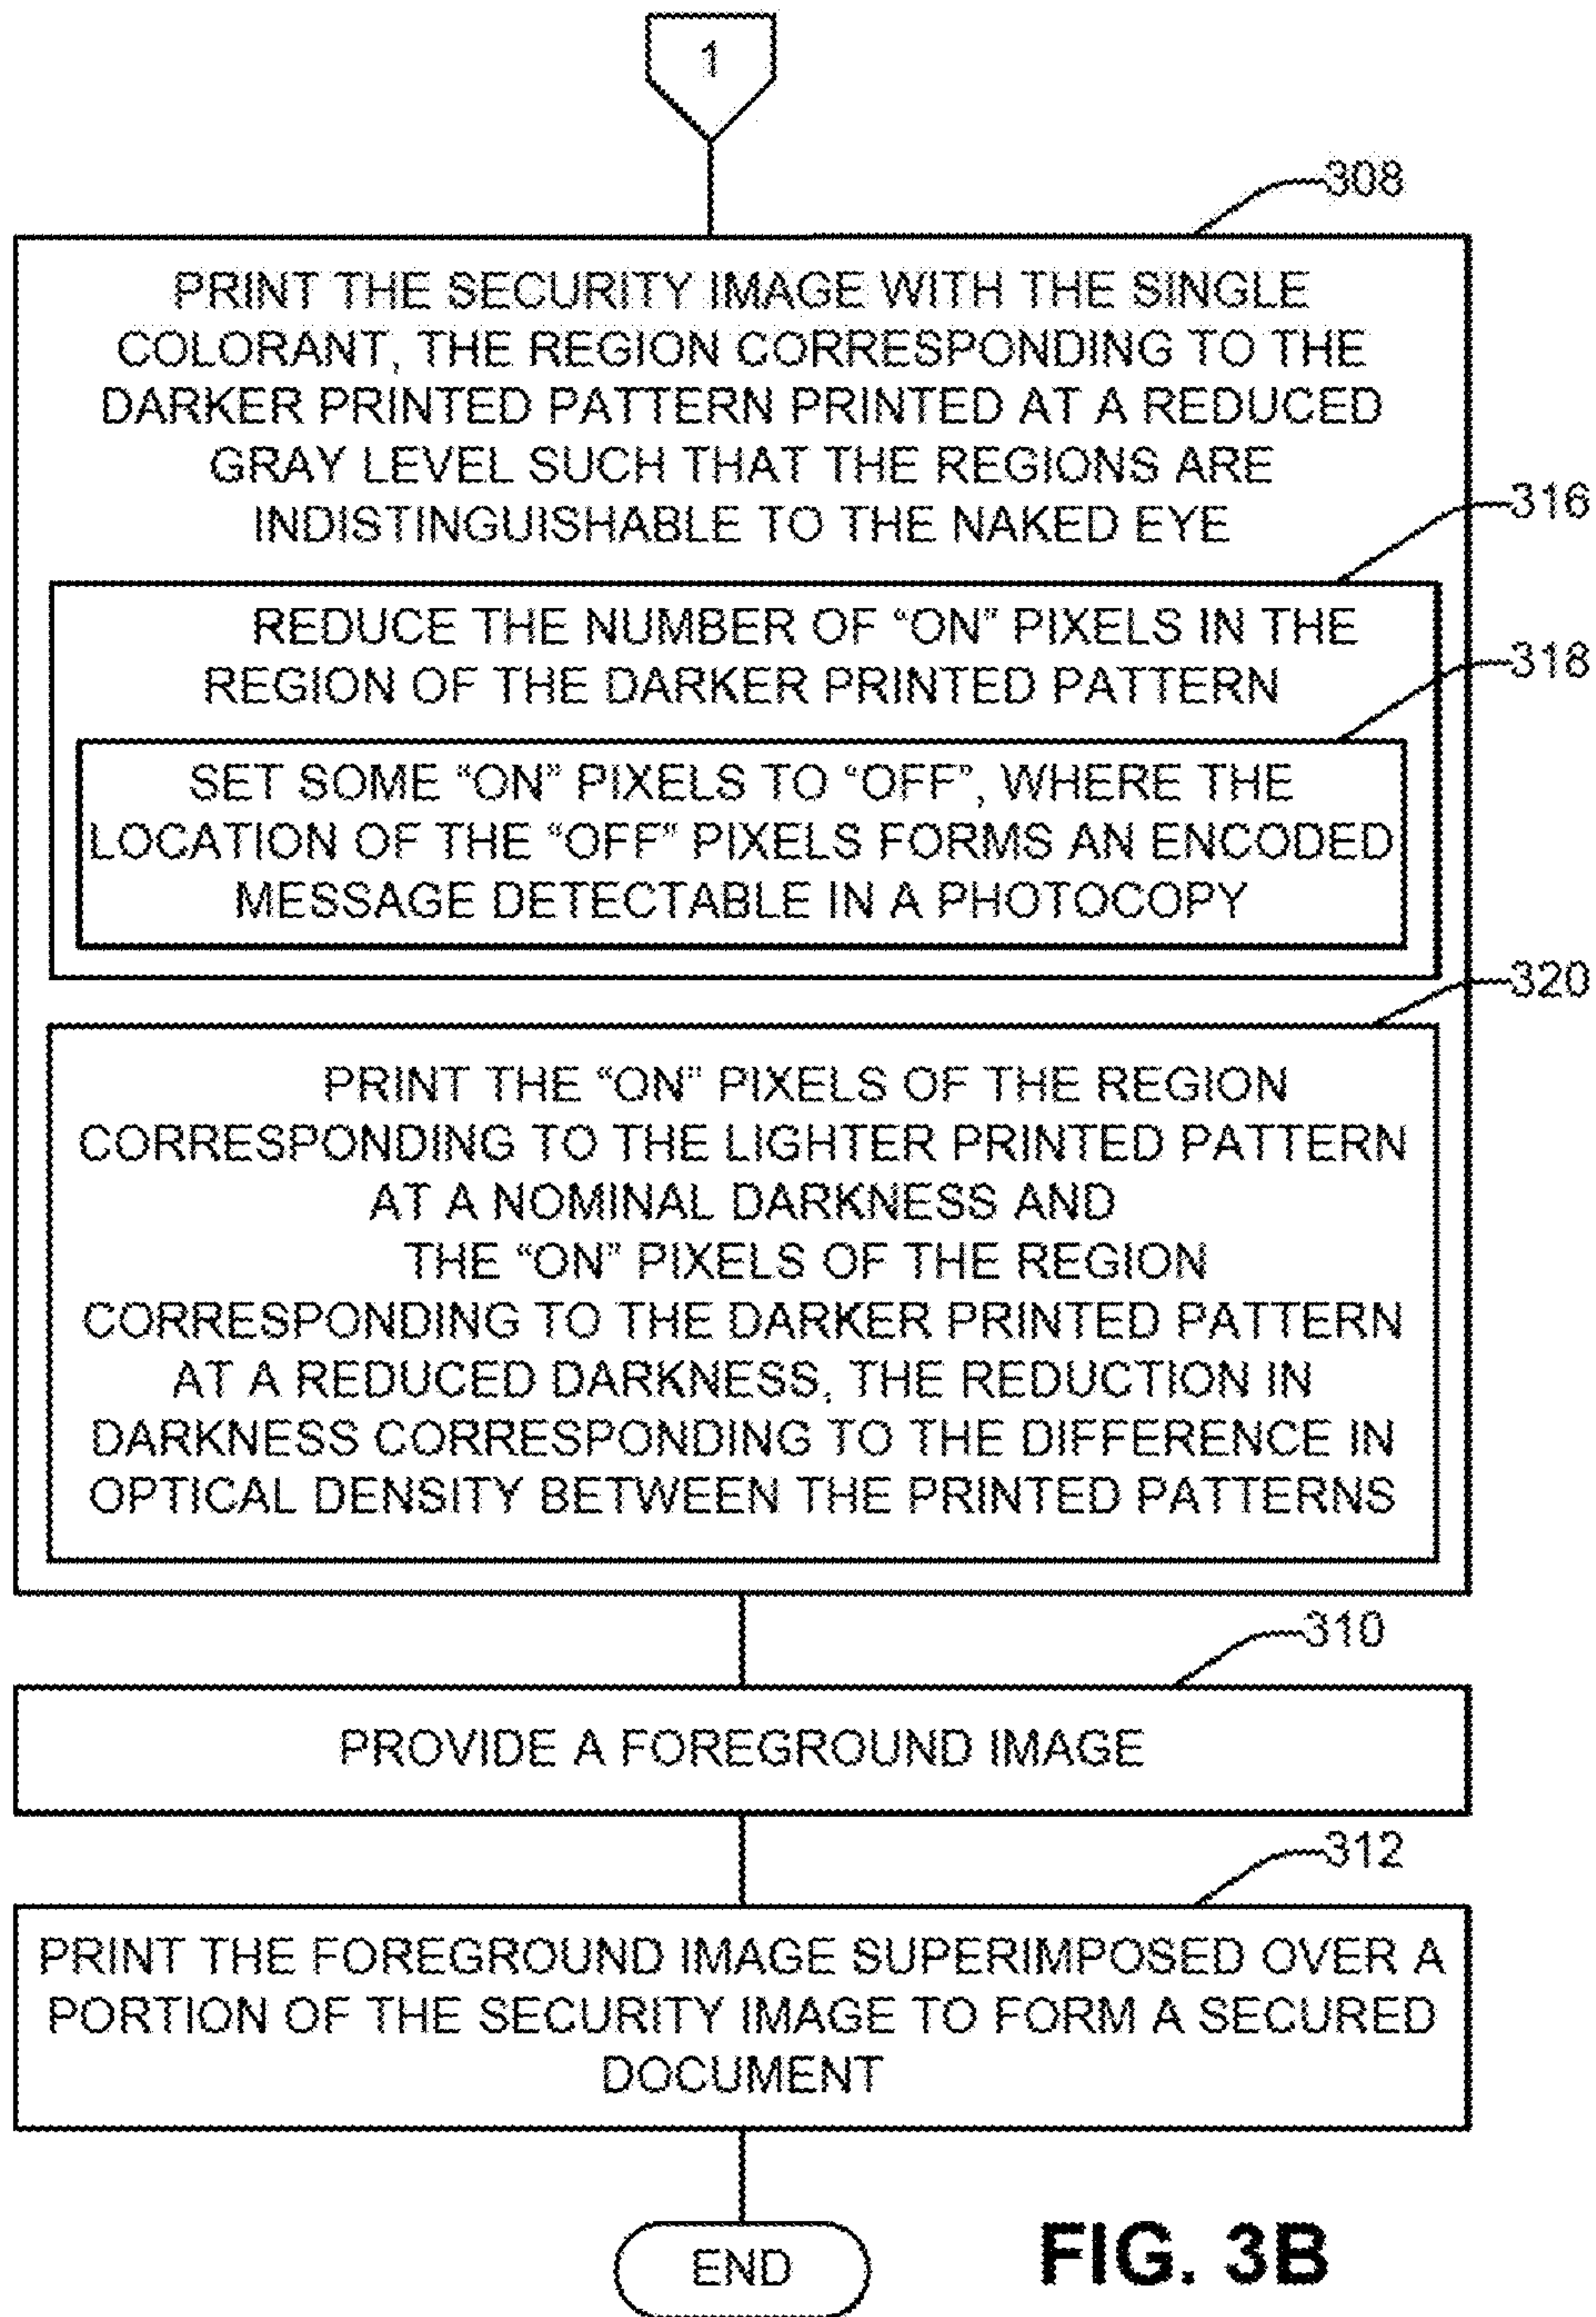 1
308
PRINT THE SECURITY IMAGE WITH THE SINGLE
COLORANT, THE REGION CORRESPONDING TO THE
DARKER PRINTED PATTERN PRINTED AT A REDUCED
GRAY LEVEL SUCH THAT THE REGIONS ARE
INDISTINGUISHABLE TO THE NAKED EYE
316
REDUCE THE NUMBER OF “ON” PIXELS IN THE
REGION OF THE DARKER PRINTED PATTERN
318
SET SOME “ON” PIXELS TO “OFF”, WHERE THE
LOCATION OF THE “OFF” PIXELS FORMS AN ENCODED
MESSAGE DETECTABLE IN A PHOTOCOPY
320
PRINT THE “ON” PIXELS OF THE REGION
CORRESPONDING TO THE LIGHTER PRINTED PATTERN
AT A NOMINAL DARKNESS AND
THE “ON” PIXELS OF THE REGION
CORRESPONDING TO THE DARKER PRINTED PATTERN
AT A REDUCED DARKNESS, THE REDUCTION IN
DARKNESS CORRESPONDING TO THE DIFFERENCE IN
OPTICAL DENSITY BETWEEN THE PRINTED PATTERNS
310
PROVIDE A FOREGROUND IMAGE
312
PRINT THE FOREGROUND IMAGE SUPERIMPOSED OVER A
PORTION OF THE SECURITY IMAGE TO FORM A SECURED
DOCUMENT
END
FIG. 3B